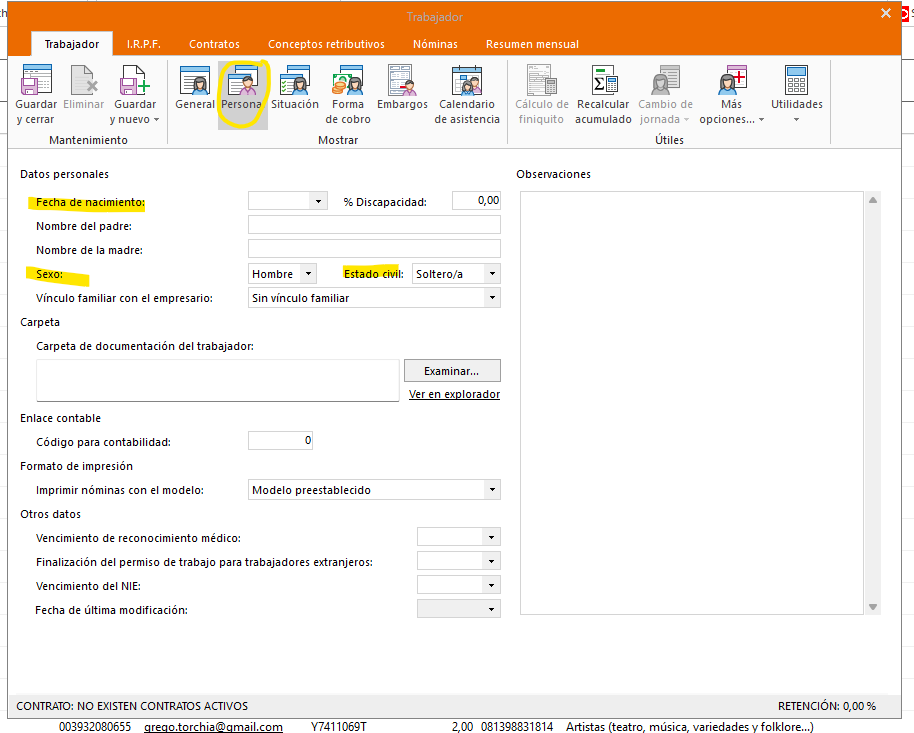 Trabajador
Trabajador I.R.P.F. Contratos Conceptos retributivos Nóminas Resumen mensual
Guardar y cerrar Eliminar Guardar y nuevo General Persona Situación Forma de cobro Embargos Calendario de asistencia Cálculo de finiquito Recalcular acumulado Cambio de jornada Más opciones... Utilidades
Mantenimiento Mostrar Útiles
Datos personales Observaciones
Fecha de nacimiento: % Discapacidad: 0,00
Nombre del padre:
Nombre de la madre:
Sexo: Hombre Estado civil: Soltero/a
Vínculo familiar con el empresario: Sin vínculo familiar
Carpeta
Carpeta de documentación del trabajador:
Examinar...
Ver en explorador
Enlace contable
Código para contabilidad: 0
Formato de impresión
Imprimir nóminas con el modelo: Modelo preestablecido
Otros datos
Vencimiento de reconocimiento médico:
Finalización del permiso de trabajo para trabajadores extranjeros:
Vencimiento del NIE:
Fecha de última modificación:
CONTRATO: NO EXISTEN CONTRATOS ACTIVOS RETENCIÓN: 0,00 %
003932080655 grego.torchia@gmail.com Y7411069T 2,00 081398831814 Artistas (teatro, música, variedades y folklore...)